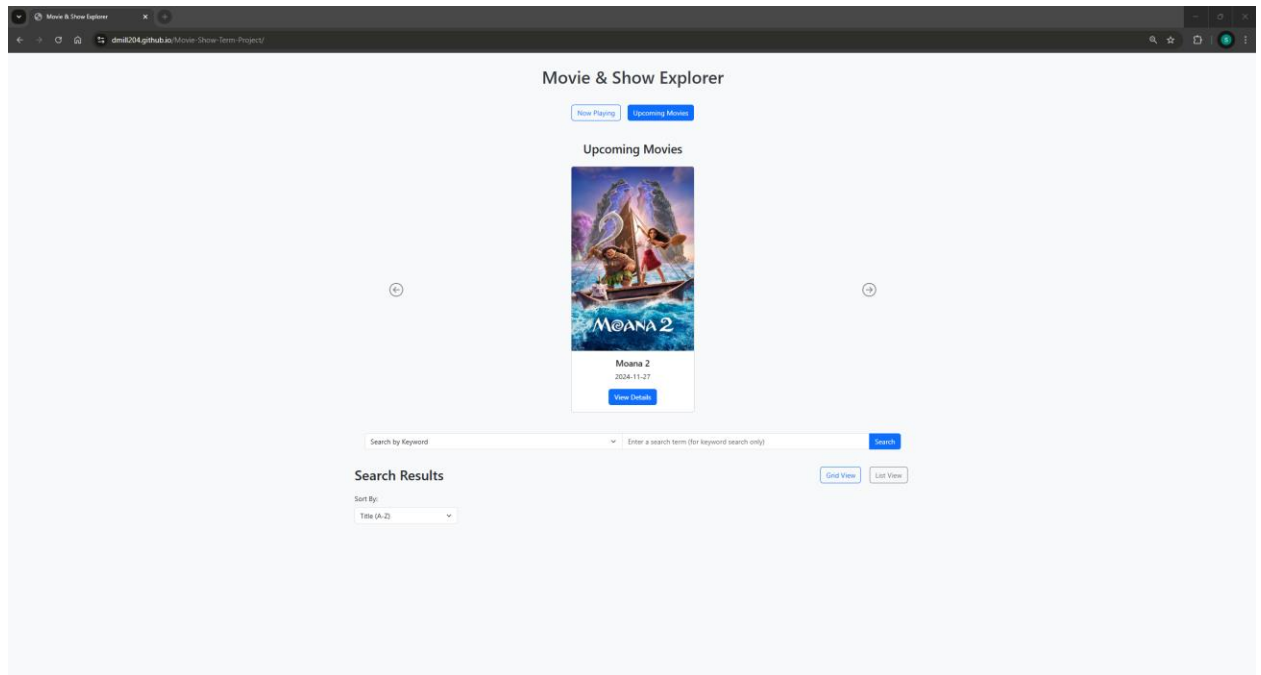 Movie & Show Explorer
dmill204.github.io/Movie-Show-Term-Project/
S
Movie & Show Explorer
Now Playing Upcoming Movies
Upcoming Movies
MOANA 2
Moana 2
2024-11-27
View Details
Search by Keyword Enter a search term (for keyword search only) Search
Search Results Grid View List View
Sort By:
Title (A-Z)